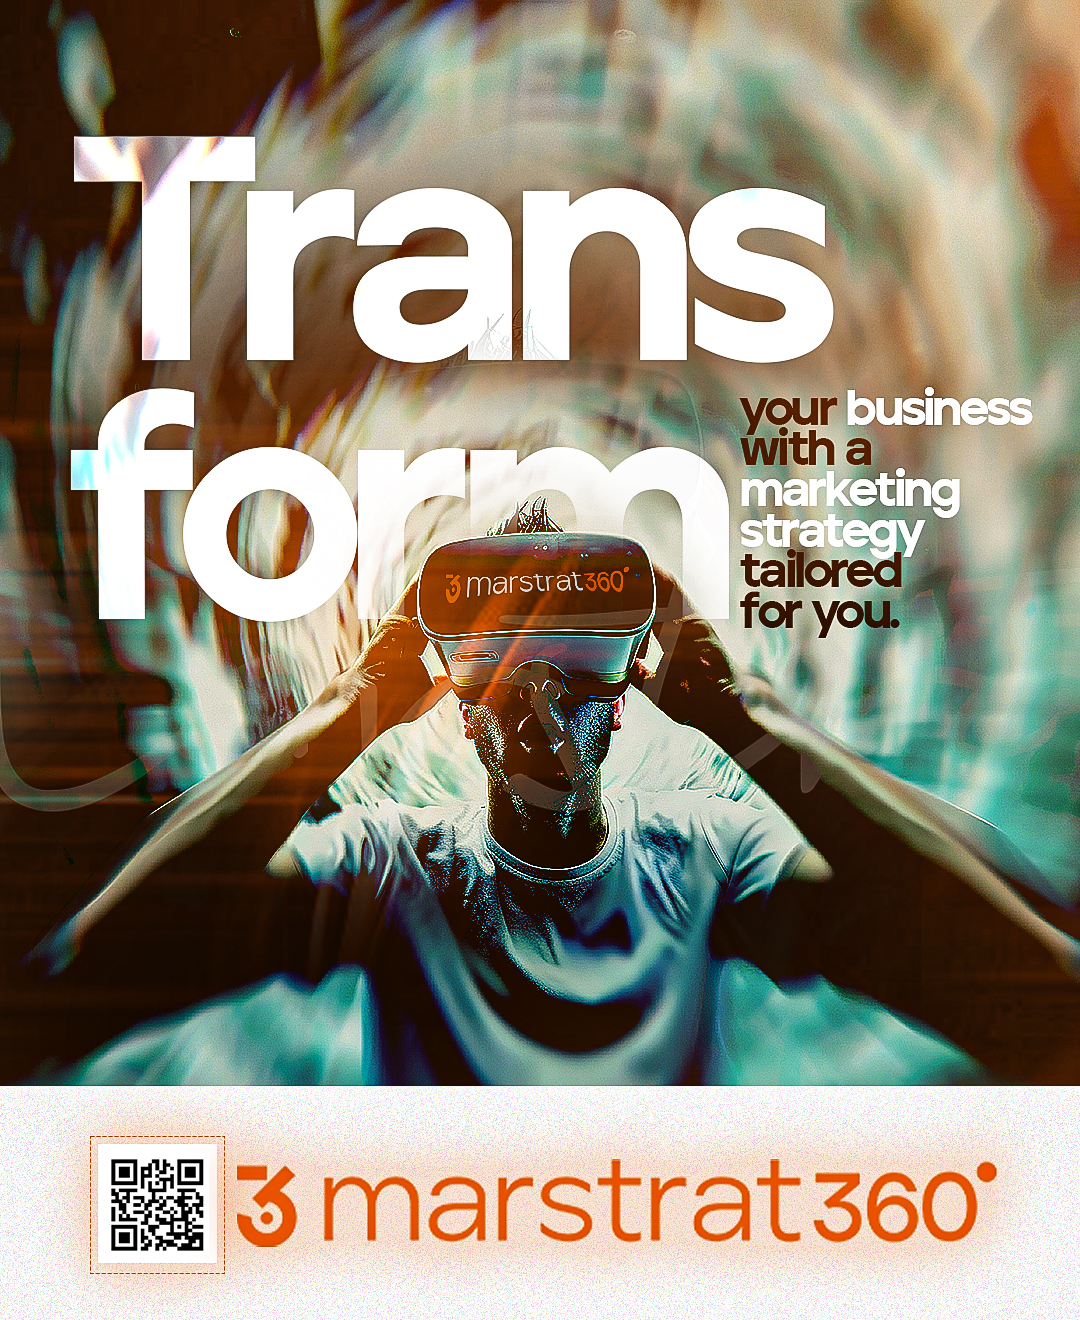 Trans
form
your business
with a
marketing
strategy
tailored
for you.
marstrat360°
marstrat360°